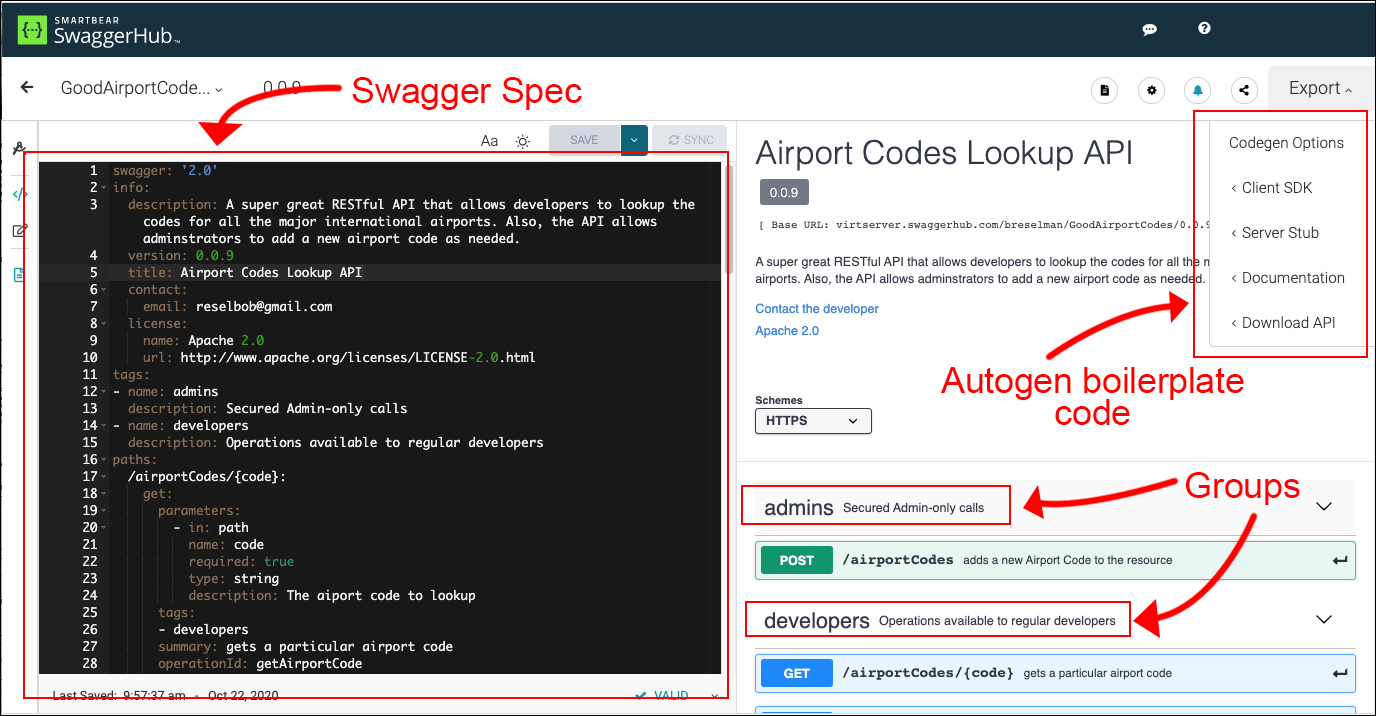 SMARTBEAR
SwaggerHub™
GoodAirportCode... 0.0.9
Export
Swagger Spec
Aa SAVE SYNC
1 swagger: '2.0'
2 info:
3 description: A super great RESTful API that allows developers to lookup the
codes for all the major international airports. Also, the API allows
adminstrators to add a new airport code as needed.
4 version: 0.0.9
5 title: Airport Codes Lookup API
6 contact:
7 email: reselbob@gmail.com
8 license:
9 name: Apache 2.0
10 url: http://www.apache.org/licenses/LICENSE-2.0.html
11 tags:
12 - name: admins
13 description: Secured Admin-only calls
14 - name: developers
15 description: Operations available to regular developers
16 paths:
17 /airportCodes/{code}:
18 get:
19 parameters:
20 - in: path
21 name: code
22 required: true
23 type: string
24 description: The aiport code to lookup
25 tags:
26 - developers
27 summary: gets a particular airport code
28 operationId: getAirportCode
Last Saved: 9:57:37 am - Oct 22, 2020 VALID
Airport Codes Lookup API
0.0.9
[ Base URL: virtserver.swaggerhub.com/breselman/GoodAirportCodes/0.0.9
A super great RESTful API that allows developers to lookup the codes for all the m
airports. Also, the API allows adminstrators to add a new airport code as needed.
Contact the developer
Apache 2.0
Codegen Options
‹ Client SDK
‹ Server Stub
‹ Documentation
‹ Download API
Autogen boilerplate
code
Schemes
HTTPS
Groups
admins Secured Admin-only calls
POST /airportCodes adds a new Airport Code to the resource
developers Operations available to regular developers
GET /airportCodes/{code} gets a particular airport code